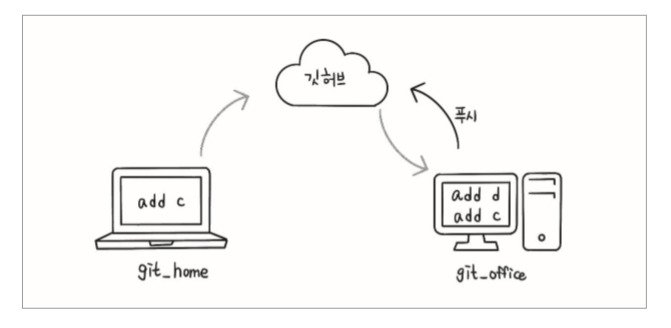 깃허브
푸시
add c
add d
add c
git_home
git_office